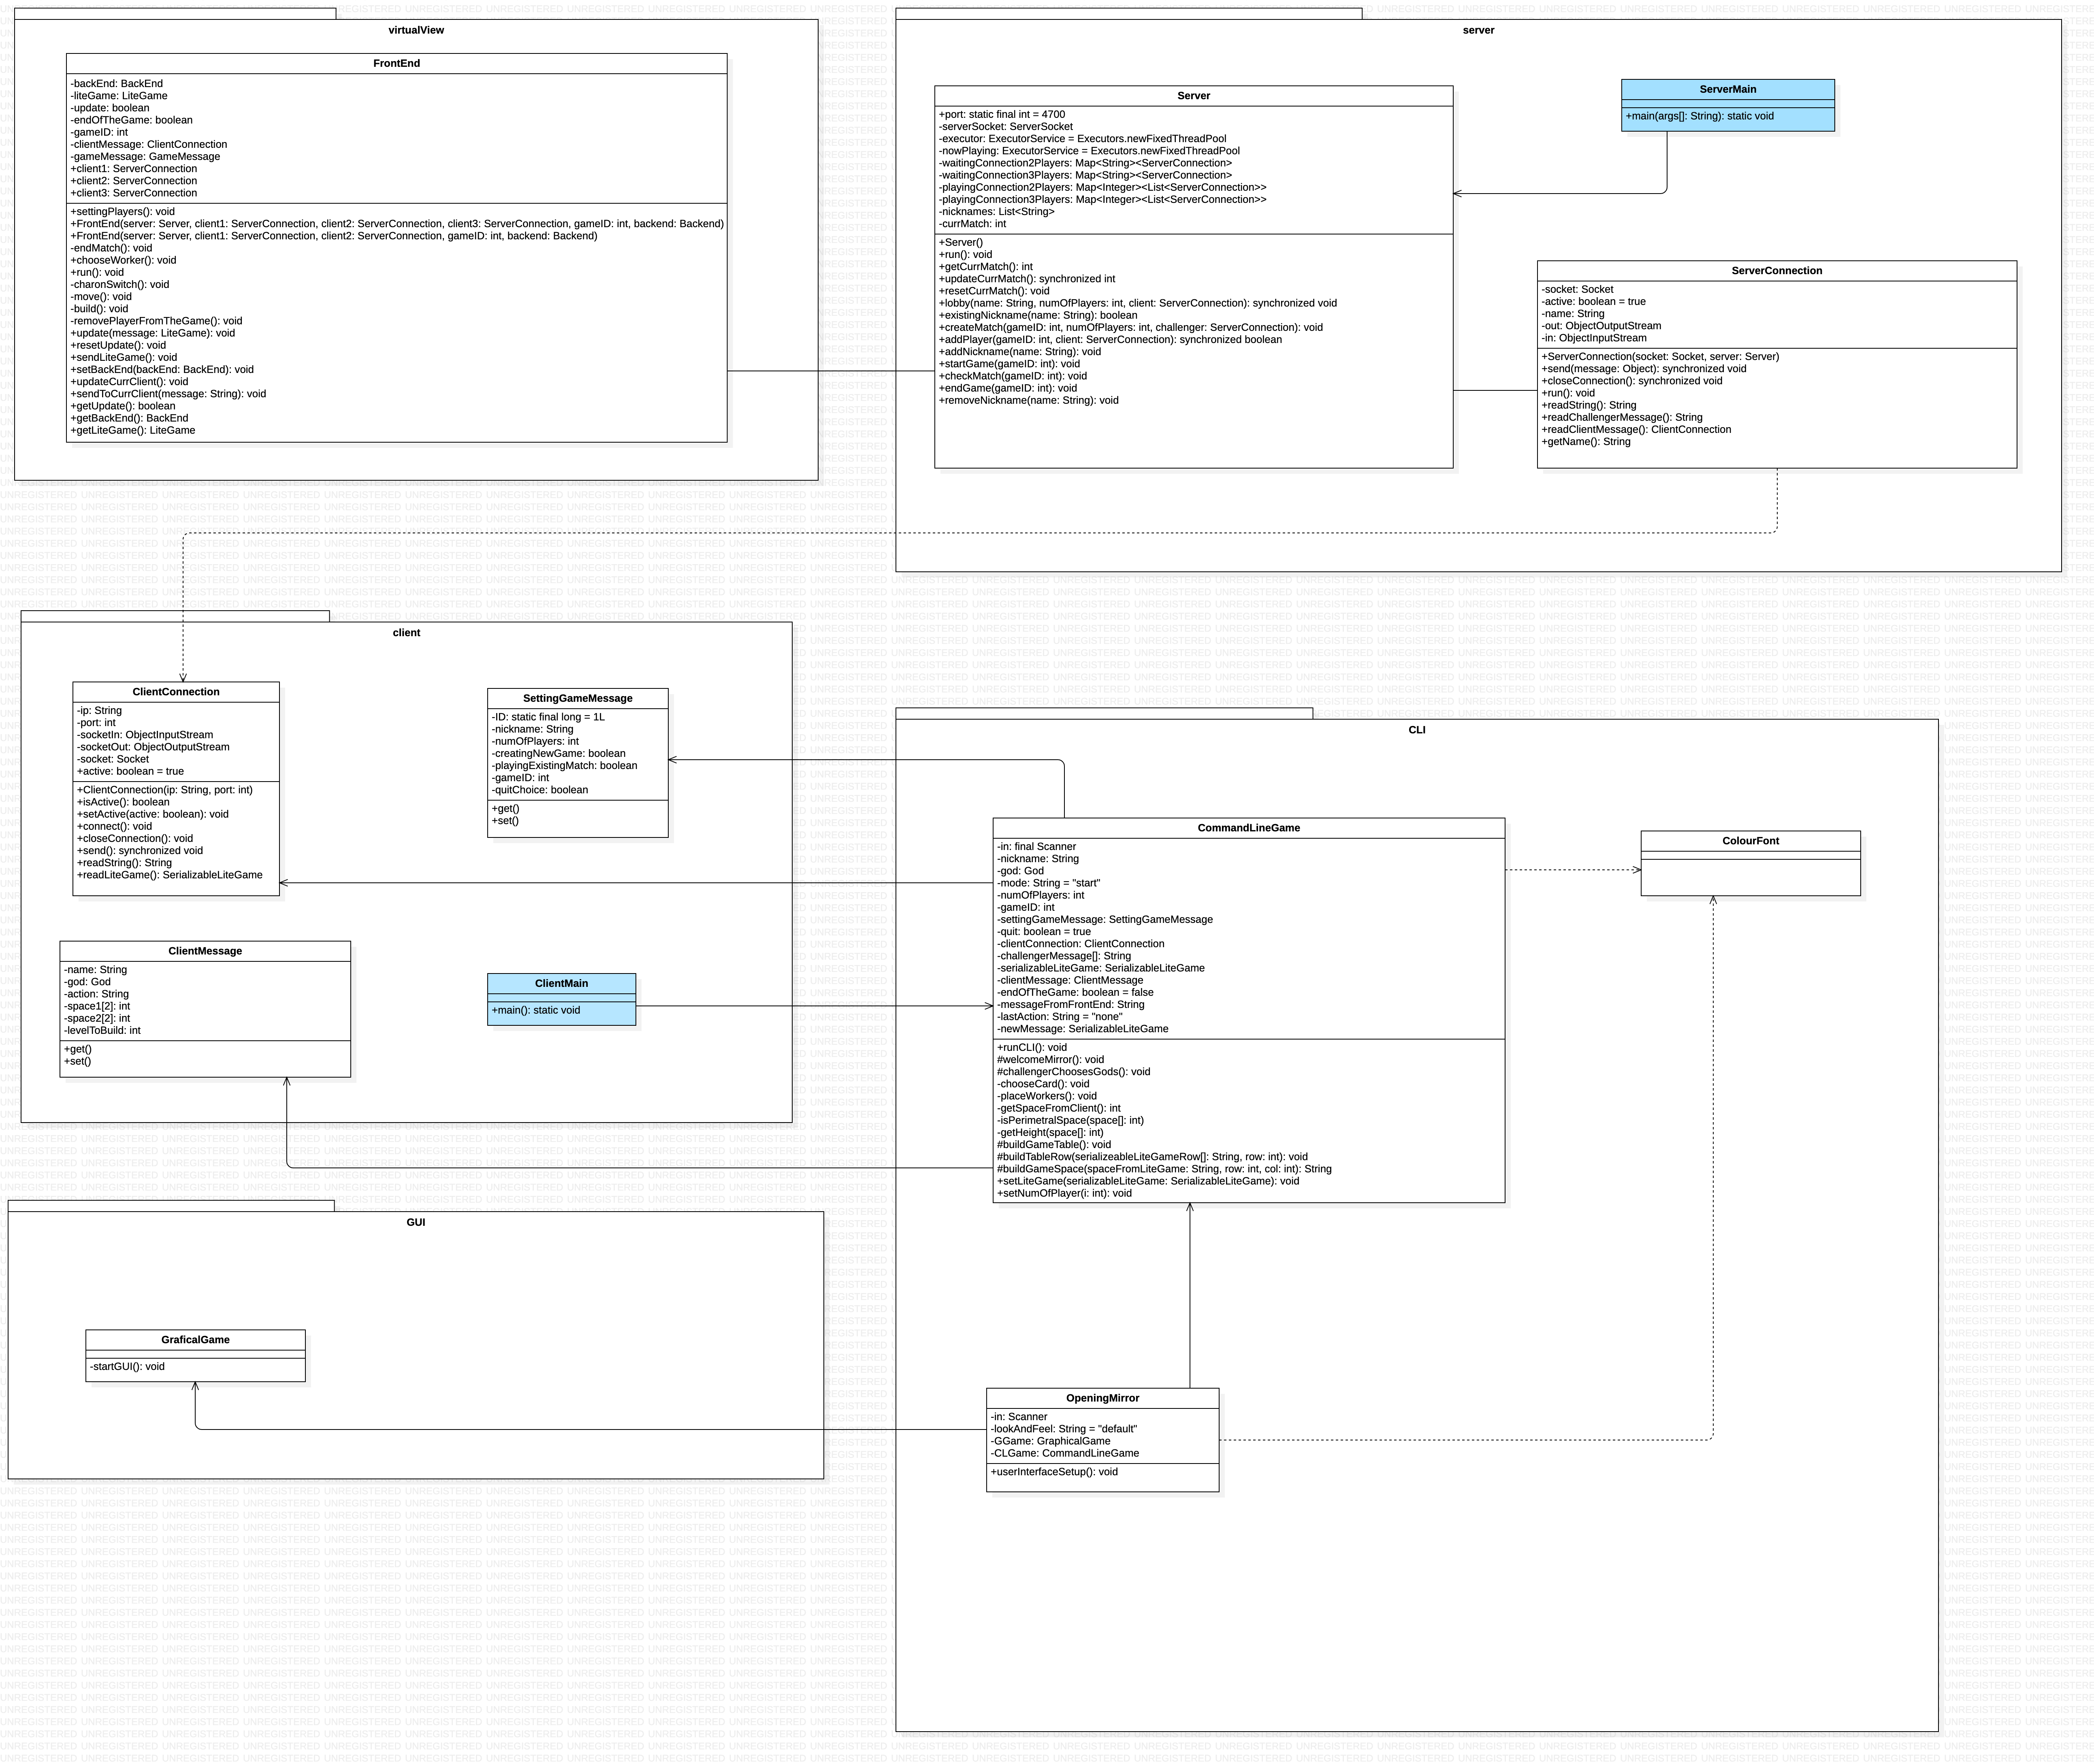 virtualView
FrontEnd
-backEnd: BackEnd
-liteGame: LiteGame
-update: boolean
-endOfTheGame: boolean
-gameID: int
-clientMessage: ClientConnection
-gameMessage: GameMessage
+client1: ServerConnection
+client2: ServerConnection
+client3: ServerConnection
+settingPlayers(): void
+FrontEnd(server: Server, client1: ServerConnection, client2: ServerConnection, client3: ServerConnection, gameID: int, backend: Backend)
+FrontEnd(server: Server, client1: ServerConnection, client2: ServerConnection, gameID: int, backend: Backend)
-endMatch(): void
+chooseWorker(): void
+run(): void
-charonSwitch(): void
-move(): void
-build(): void
-removePlayerFromTheGame(): void
+update(message: LiteGame): void
+resetUpdate(): void
+sendLiteGame(): void
+setBackEnd(backEnd: BackEnd): void
+updateCurrClient(): void
+sendToCurrClient(message: String): void
+getUpdate(): boolean
+getBackEnd(): BackEnd
+getLiteGame(): LiteGame
server
Server
+port: static final int = 4700
-serverSocket: ServerSocket
-executor: ExecutorService = Executors.newFixedThreadPool
-nowPlaying: ExecutorService = Executors.newFixedThreadPool
-waitingConnection2Players: Map<String><ServerConnection>
-waitingConnection3Players: Map<String><ServerConnection>
-playingConnection2Players: Map<Integer><List<ServerConnection>>
-playingConnection3Players: Map<Integer><List<ServerConnection>>
-nicknames: List<String>
-currMatch: int
+Server()
+run(): void
+getCurrMatch(): int
+updateCurrMatch(): synchronized int
+resetCurrMatch(): void
+lobby(name: String, numOfPlayers: int, client: ServerConnection): synchronized void
+existingNickname(name: String): boolean
+createMatch(gameID: int, numOfPlayers: int, challenger: ServerConnection): void
+addPlayer(gameID: int, client: ServerConnection): synchronized boolean
+addNickname(name: String): void
+startGame(gameID: int): void
+checkMatch(gameID: int): void
+endGame(gameID: int): void
+removeNickname(name: String): void
ServerMain
+main(args[]: String): static void
ServerConnection
-socket: Socket
-active: boolean = true
-name: String
-out: ObjectOutputStream
-in: ObjectInputStream
+ServerConnection(socket: Socket, server: Server)
+send(message: Object): synchronized void
+closeConnection(): synchronized void
+run(): void
+readString(): String
+readChallengerMessage(): String
+readClientMessage(): ClientConnection
+getName(): String
client
ClientConnection
-ip: String
-port: int
-socketIn: ObjectInputStream
-socketOut: ObjectOutputStream
-socket: Socket
+active: boolean = true
+ClientConnection(ip: String, port: int)
+isActive(): boolean
+setActive(active: boolean): void
+connect(): void
+closeConnection(): void
+send(): synchronized void
+readString(): String
+readLiteGame(): SerializableLiteGame
SettingGameMessage
-ID: static final long = 1L
-nickname: String
-numOfPlayers: int
-creatingNewGame: boolean
-playingExistingMatch: boolean
-gameID: int
-quitChoice: boolean
+get()
+set()
ClientMessage
-name: String
-god: God
-action: String
-space1[2]: int
-space2[2]: int
-levelToBuild: int
+get()
+set()
ClientMain
+main(): static void
CLI
CommandLineGame
-in: final Scanner
-nickname: String
-god: God
-mode: String = "start"
-numOfPlayers: int
-gameID: int
-settingGameMessage: SettingGameMessage
-quit: boolean = true
-clientConnection: ClientConnection
-challengerMessage[]: String
-serializableLiteGame: SerializableLiteGame
-clientMessage: ClientMessage
-endOfTheGame: boolean = false
-messageFromFrontEnd: String
-lastAction: String = "none"
-newMessage: SerializableLiteGame
+runCLI(): void
#welcomeMirror(): void
#challengerChoosesGods(): void
-chooseCard(): void
-placeWorkers(): void
-getSpaceFromClient(): int
-isPerimetralSpace(space[]: int)
-getHeight(space[]: int)
#buildGameTable(): void
#buildTableRow(serializeableLiteGameRow[]: String, row: int): void
#buildGameSpace(spaceFromLiteGame: String, row: int, col: int): String
+setLiteGame(serializableLiteGame: SerializableLiteGame): void
+setNumOfPlayer(i: int): void
ColourFont
OpeningMirror
-in: Scanner
-lookAndFeel: String = "default"
-GGame: GraphicalGame
-CLGame: CommandLineGame
+userInterfaceSetup(): void
GUI
GraficalGame
-startGUI(): void